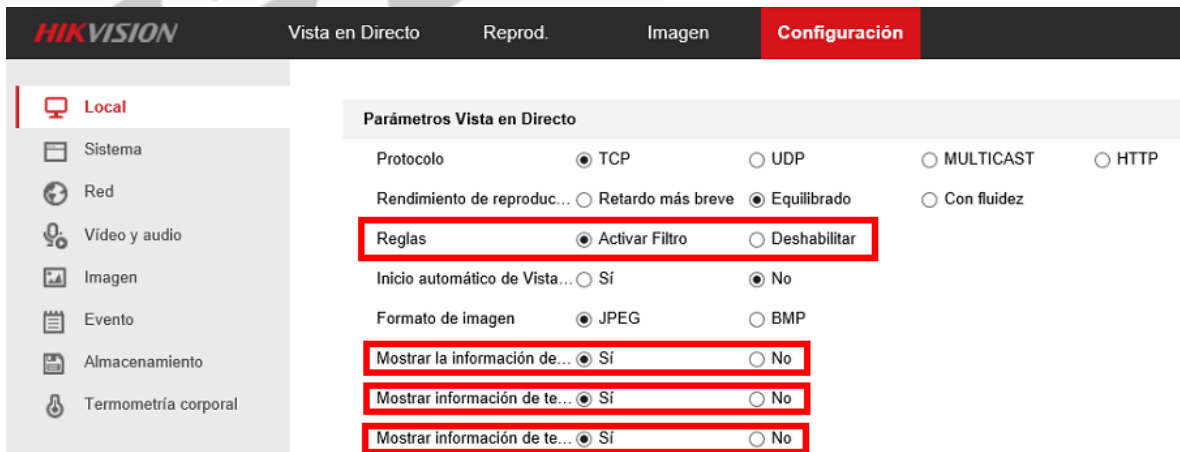 HIKVISION Vista en Directo Reprod. Imagen Configuración
Local
Sistema
Red
Vídeo y audio
Imagen
Evento
Almacenamiento
Termometría corporal
Parámetros Vista en Directo
Protocolo TCP UDP MULTICAST HTTP
Rendimiento de reproduc... Retardo más breve Equilibrado Con fluidez
Reglas Activar Filtro Deshabilitar
Inicio automático de Vista... Sí No
Formato de imagen JPEG BMP
Mostrar la información de... Sí No
Mostrar información de te... Sí No
Mostrar información de te... Sí No